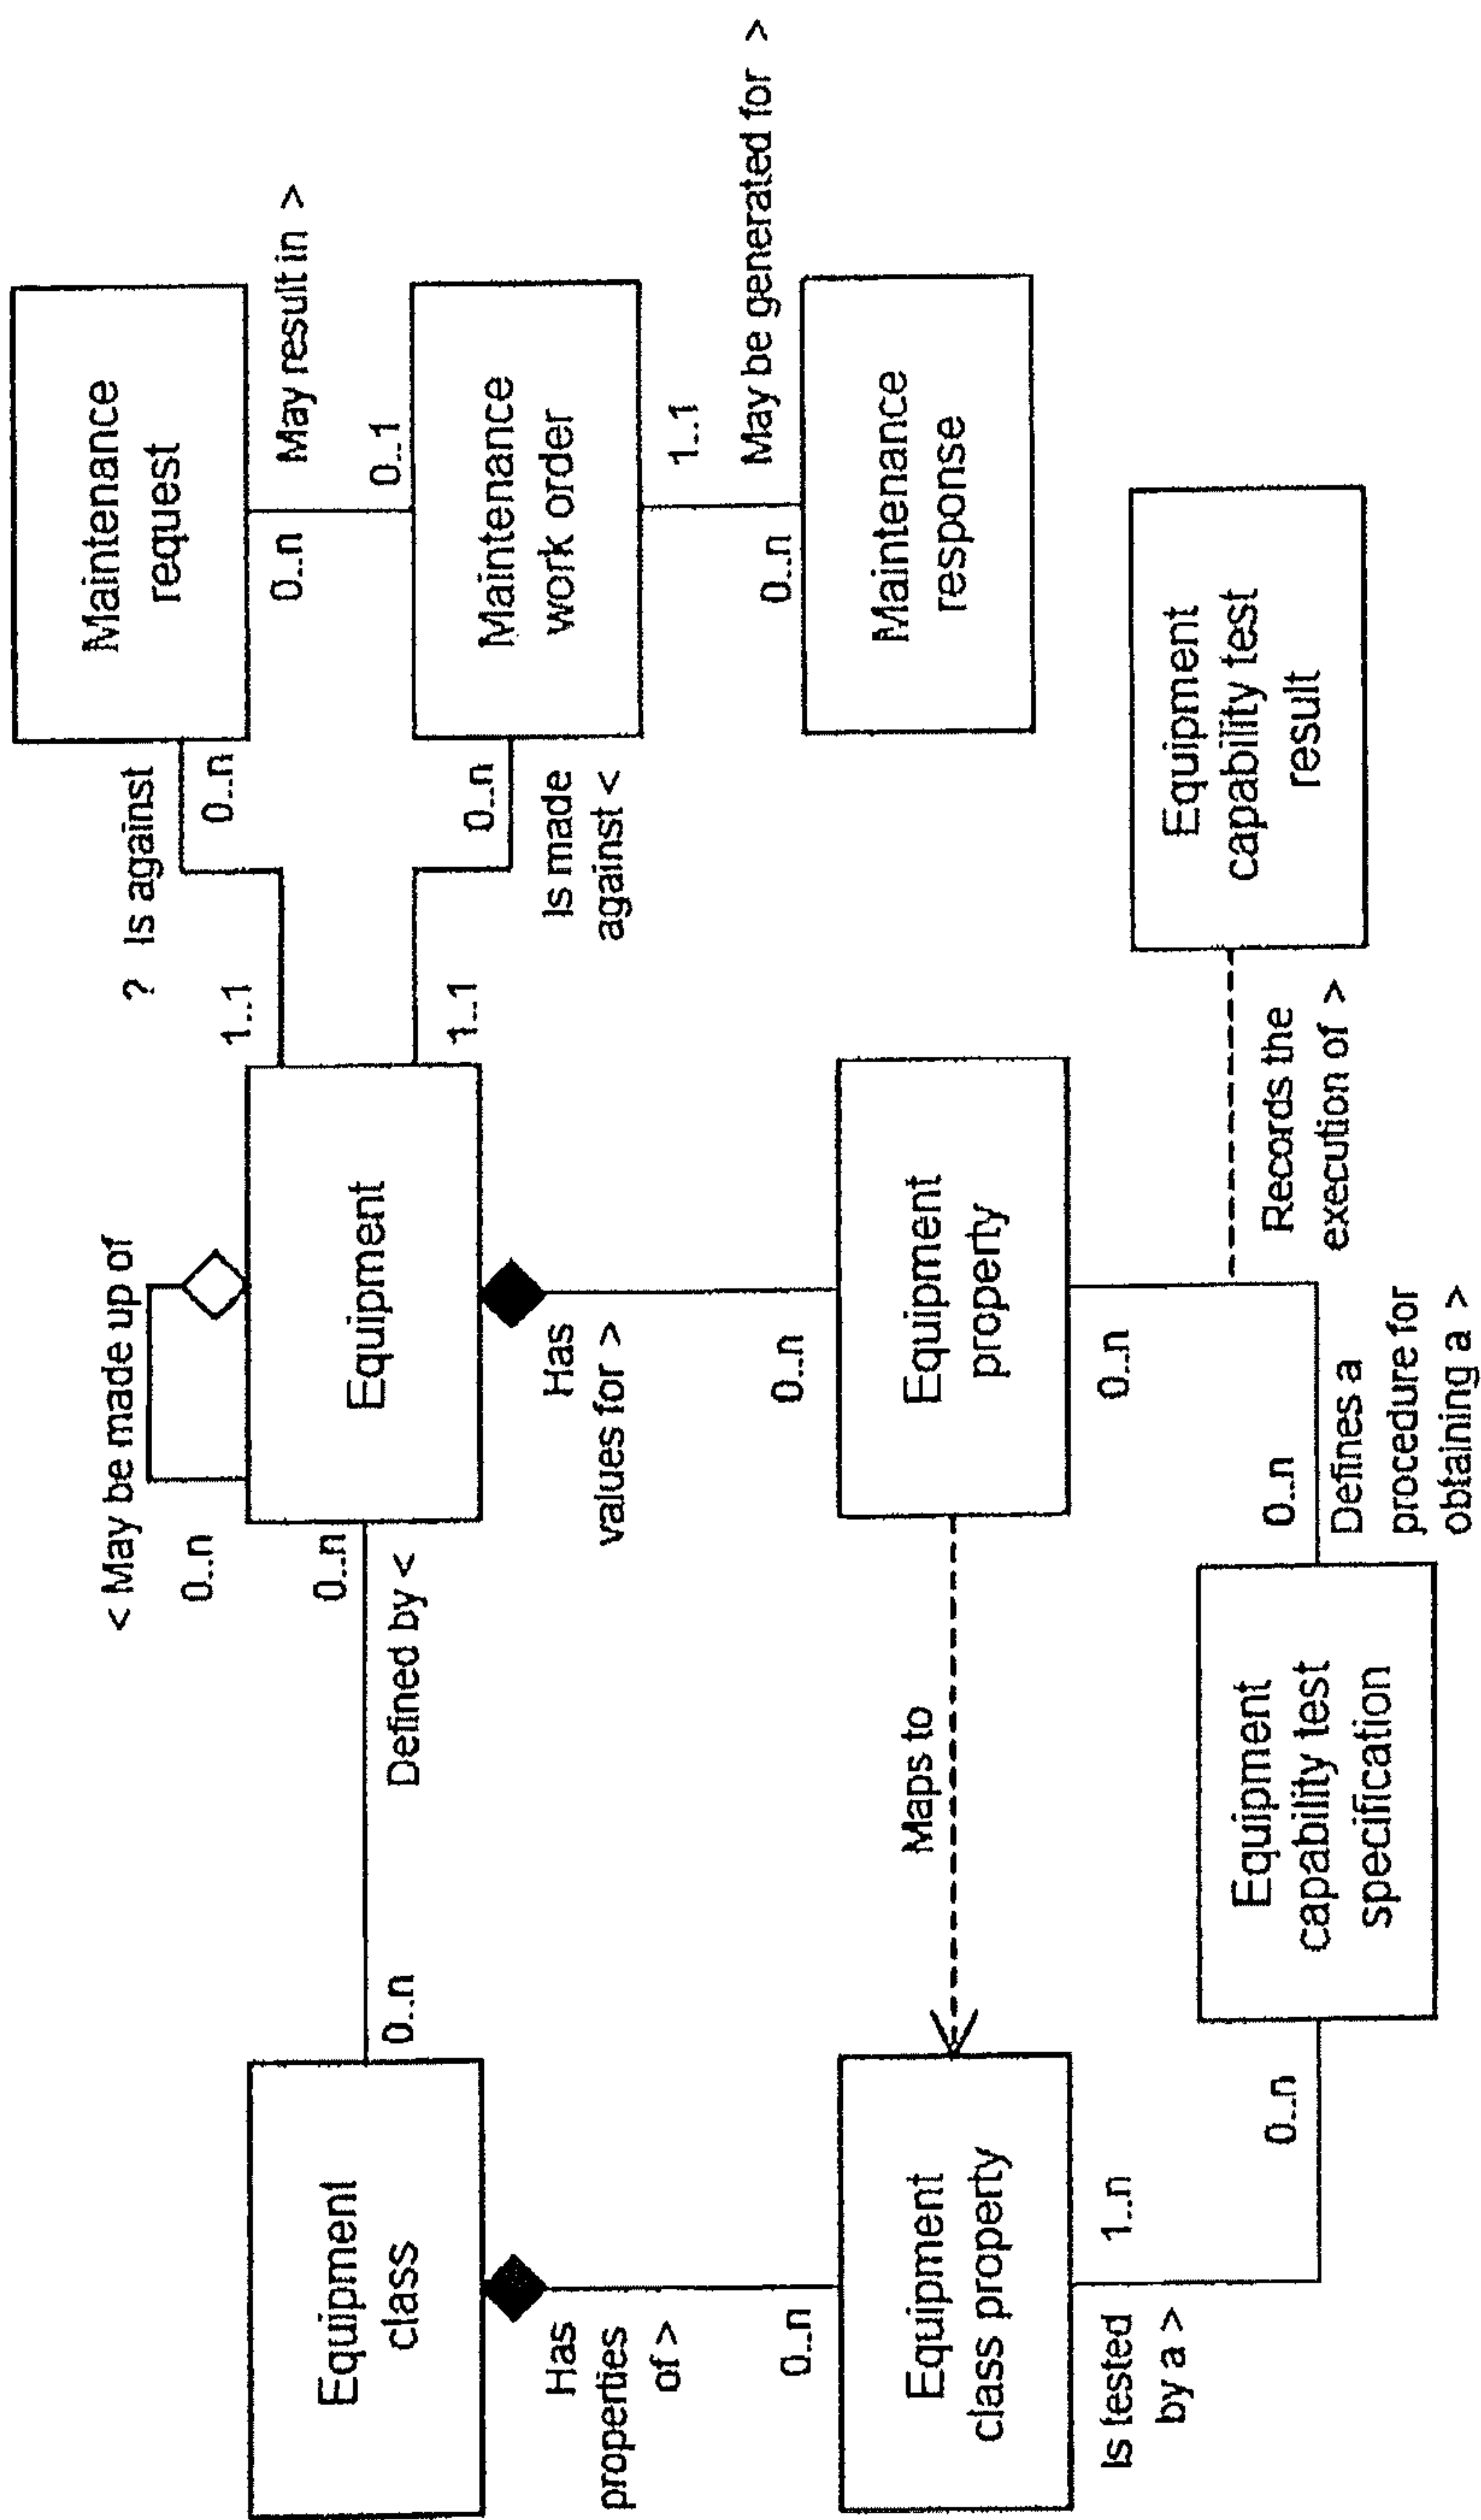 < May be made up of
0..n
Equipment
class
0..n
Defined by <
0..n
Equipment
1..1
? Is against
0..n
Maintenance
request
0..n
May result in >
0..1
1..1
Is made
against <
0..n
Maintenance
work order
1..1
May be generated for >
0..n
Maintenance
response
Has
properties
of >
0..n
Has
values for >
0..n
Equipment
class property
Maps to
Equipment
property
Is tested
by a >
1..n
0..n
Equipment
capability test
specification
0..n
Defines a
procedure for
obtaining a >
0..n
Records the
execution of >
Equipment
capability test
result